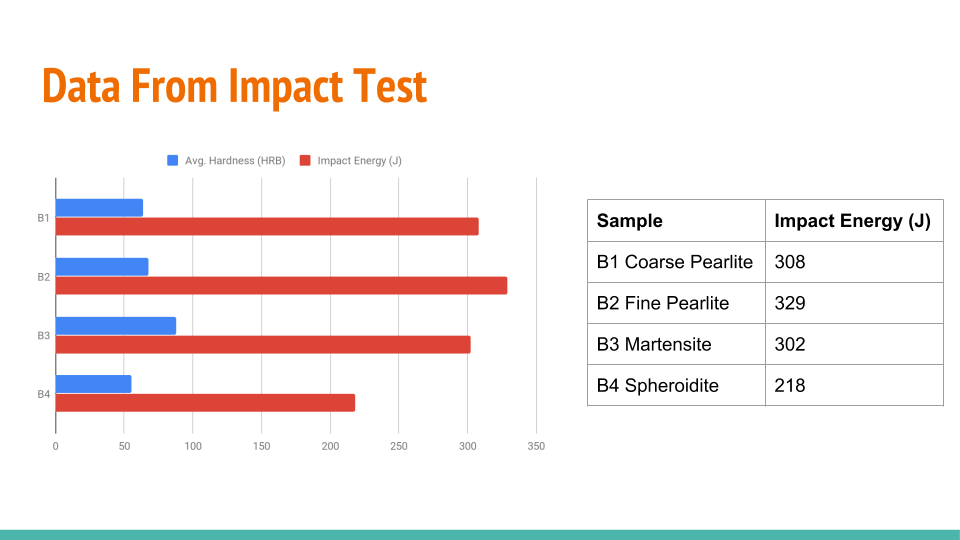 Data From Impact Test
Avg. Hardness (HRB) Impact Energy (J)
B1
B2
B3
B4
0 50 100 150 200 250 300 350
Sample Impact Energy (J)
B1 Coarse Pearlite 308
B2 Fine Pearlite 329
B3 Martensite 302
B4 Spheroidite 218